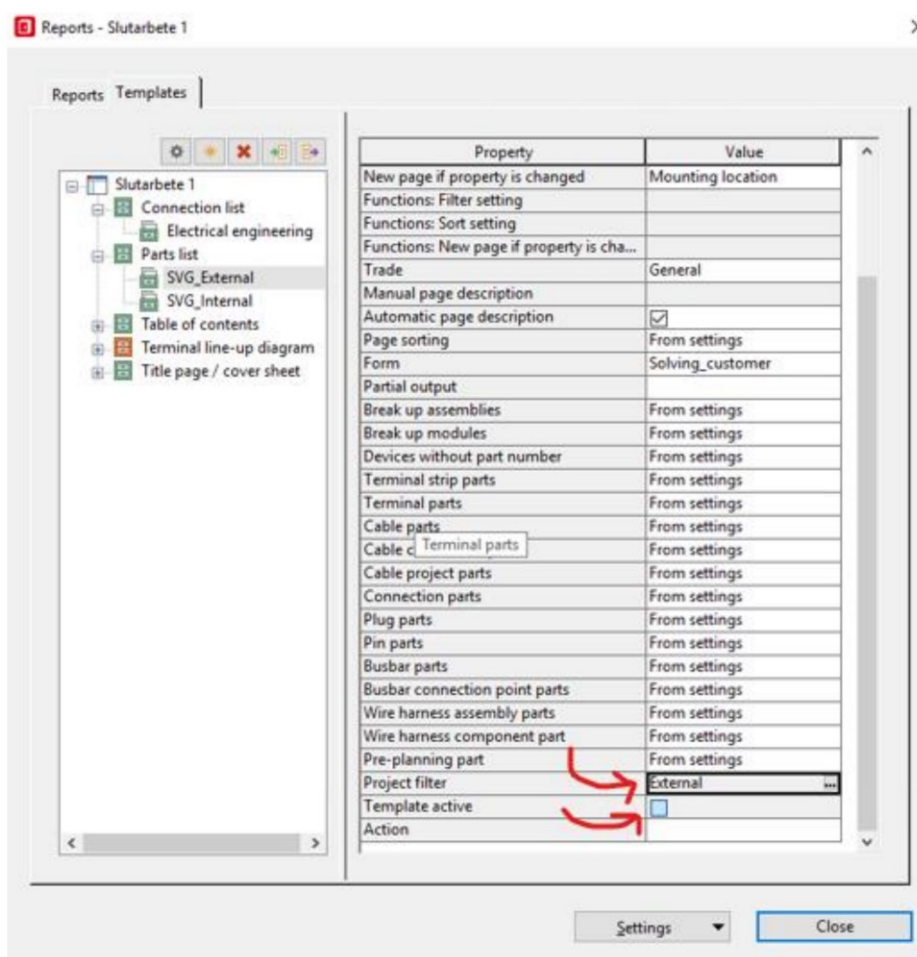 Reports - Slutarbete 1
Reports Templates
Slutarbete 1
Connection list
Electrical engineering
Parts list
SVG_External
SVG_Internal
Table of contents
Terminal line-up diagram
Title page / cover sheet
Property Value
New page if property is changed Mounting location
Functions: Filter setting
Functions: Sort setting
Functions: New page if property is cha...
Trade General
Manual page description
Automatic page description
Page sorting From settings
Form Solving_customer
Partial output
Break up assemblies From settings
Break up modules From settings
Devices without part number From settings
Terminal strip parts From settings
Terminal parts From settings
Cable parts From settings
Cable c Terminal parts From settings
Cable project parts From settings
Connection parts From settings
Plug parts From settings
Pin parts From settings
Busbar parts From settings
Busbar connection point parts From settings
Wire harness assembly parts From settings
Wire harness component part From settings
Pre-planning part From settings
Project filter External ...
Template active
Action
Settings Close